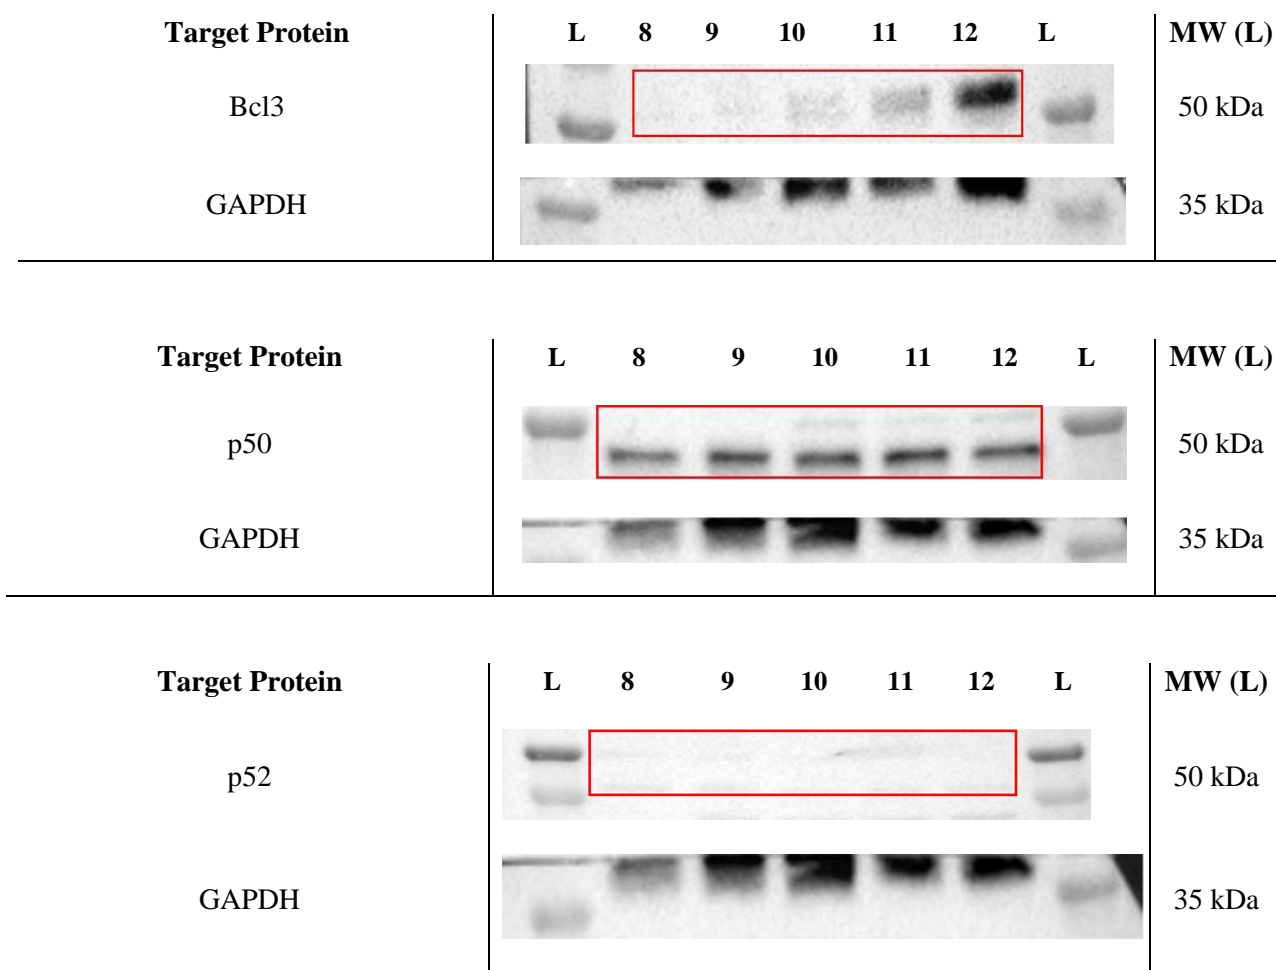 Target Protein L 8 9 10 11 12 L MW (L)
Bcl3 50 kDa
GAPDH 35 kDa
Target Protein L 8 9 10 11 12 L MW (L)
p50 50 kDa
GAPDH 35 kDa
Target Protein L 8 9 10 11 12 L MW (L)
p52 50 kDa
GAPDH 35 kDa